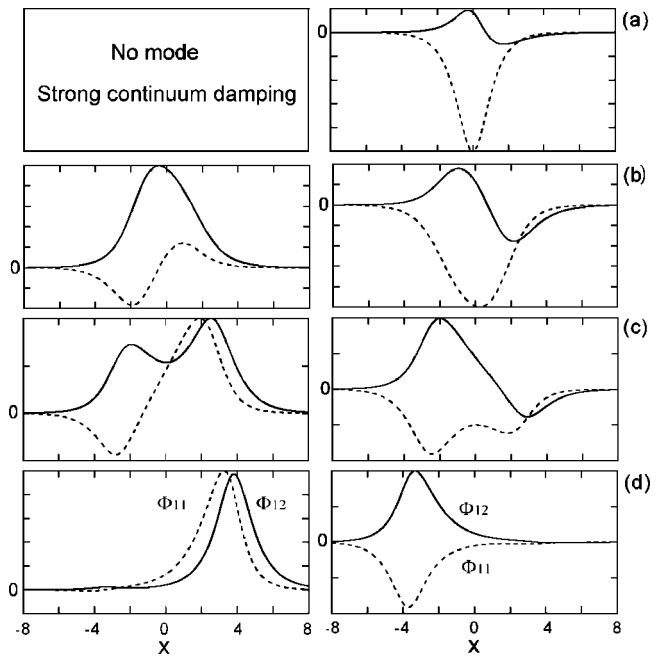 No mode
Strong continuum damping
0
(a)
0
0
(b)
0
0
(c)
0
Φ11 Φ12
0
Φ12
Φ11
0
(d)
-8 -4 0 4 8
X
-8 -4 0 4 8
X